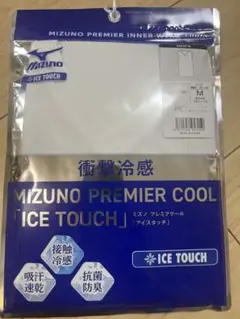 MIZUNO PREMIER INNER WEAR
MIZUNO
ICE TOUCH
M
衝撃冷感
MIZUNO PREMIER COOL
「ICE TOUCH」
ミズノ プレミアクール
「アイスタッチ」
接触
冷感
吸汗
速乾
抗菌
防臭
ICE TOUCH